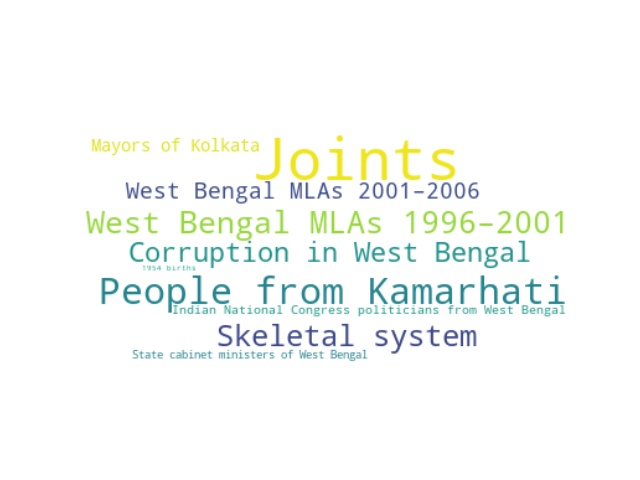 Mayors of Kolkata
Joints
West Bengal MLAs 2001–2006
West Bengal MLAs 1996–2001
Corruption in West Bengal
1954 births
People from Kamarhati
Indian National Congress politicians from West Bengal
Skeletal system
State cabinet ministers of West Bengal